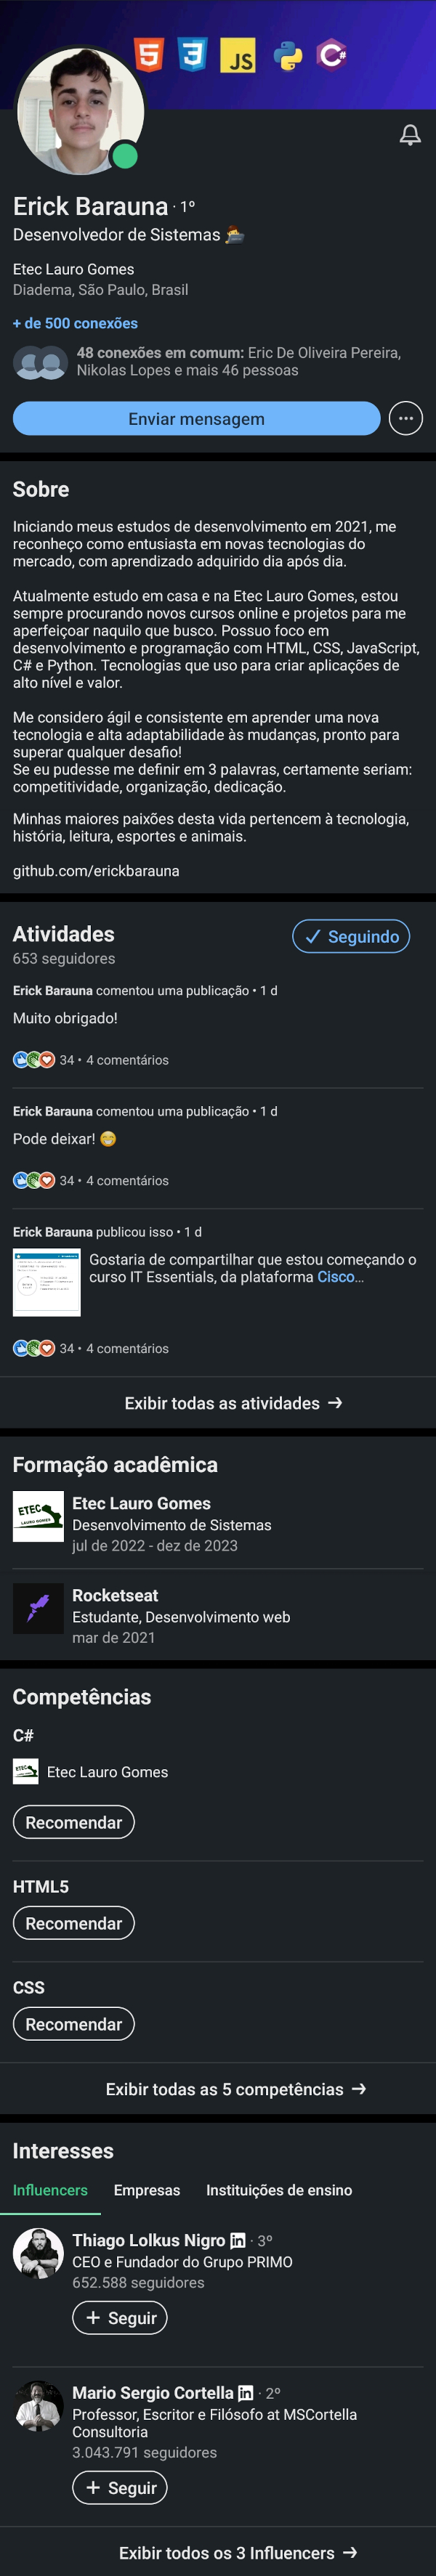 5 3 JS C#
Erick Barauna · 1º
Desenvolvedor de Sistemas 👨‍💻
Etec Lauro Gomes
Diadema, São Paulo, Brasil
+ de 500 conexões
48 conexões em comum: Eric De Oliveira Pereira,
Nikolas Lopes e mais 46 pessoas
Enviar mensagem
Sobre
Iniciando meus estudos de desenvolvimento em 2021, me
reconheço como entusiasta em novas tecnologias do
mercado, com aprendizado adquirido dia após dia.
Atualmente estudo em casa e na Etec Lauro Gomes, estou
sempre procurando novos cursos online e projetos para me
aperfeiçoar naquilo que busco. Possuo foco em
desenvolvimento e programação com HTML, CSS, JavaScript,
C# e Python. Tecnologias que uso para criar aplicações de
alto nível e valor.
Me considero ágil e consistente em aprender uma nova
tecnologia e alta adaptabilidade às mudanças, pronto para
superar qualquer desafio!
Se eu pudesse me definir em 3 palavras, certamente seriam:
competitividade, organização, dedicação.
Minhas maiores paixões desta vida pertencem à tecnologia,
história, leitura, esportes e animais.
github.com/erickbarauna
Atividades
✓ Seguindo
653 seguidores
Erick Barauna comentou uma publicação • 1 d
Muito obrigado!
34 • 4 comentários
Erick Barauna comentou uma publicação • 1 d
Pode deixar! 😁
34 • 4 comentários
Erick Barauna publicou isso • 1 d
Gostaria de compartilhar que estou começando o
curso IT Essentials, da plataforma Cisco...
34 • 4 comentários
Exibir todas as atividades →
Formação acadêmica
ETEC
LAURO GOMES
Etec Lauro Gomes
Desenvolvimento de Sistemas
jul de 2022 - dez de 2023
Rocketseat
Estudante, Desenvolvimento web
mar de 2021
Competências
C#
ETEC
Etec Lauro Gomes
Recomendar
HTML5
Recomendar
CSS
Recomendar
Exibir todas as 5 competências →
Interesses
Influencers Empresas Instituições de ensino
Thiago Lolkus Nigro in · 3º
CEO e Fundador do Grupo PRIMO
652.588 seguidores
+ Seguir
Mario Sergio Cortella in · 2º
Professor, Escritor e Filósofo at MSCortella
Consultoria
3.043.791 seguidores
+ Seguir
Exibir todos os 3 Influencers →